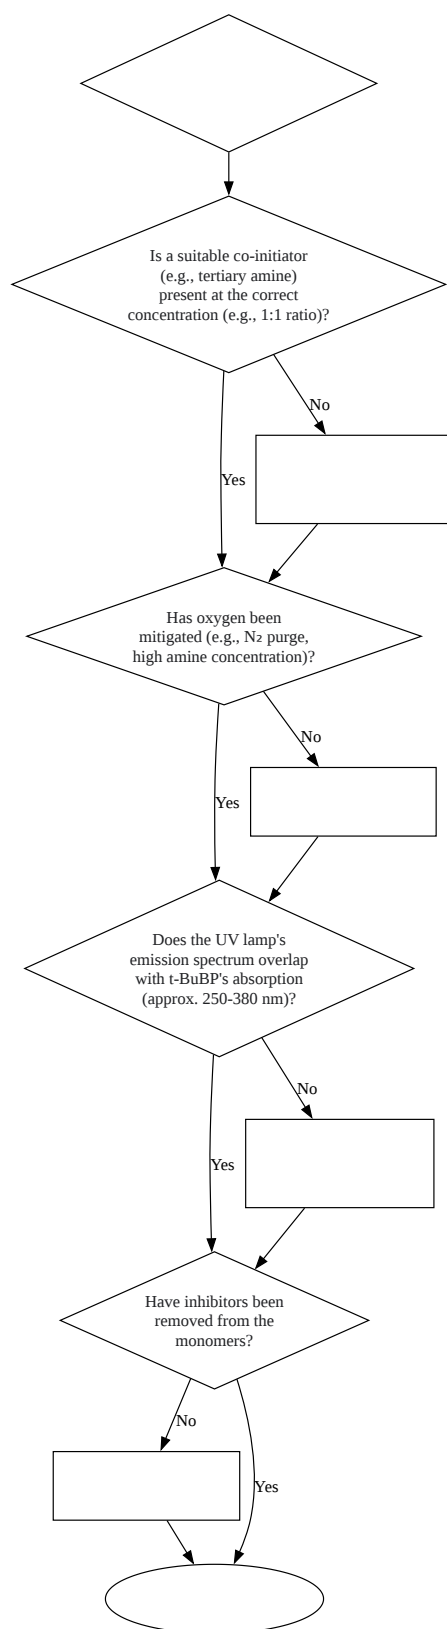 Is a suitable co-initiator
(e.g., tertiary amine)
present at the correct
concentration (e.g., 1:1 ratio)?
No
Yes
Has oxygen been
mitigated (e.g., N₂ purge,
high amine concentration)?
No
Yes
Does the UV lamp's
emission spectrum overlap
with t-BuBP's absorption
(approx. 250-380 nm)?
No
Yes
Have inhibitors been
removed from the
monomers?
No
Yes